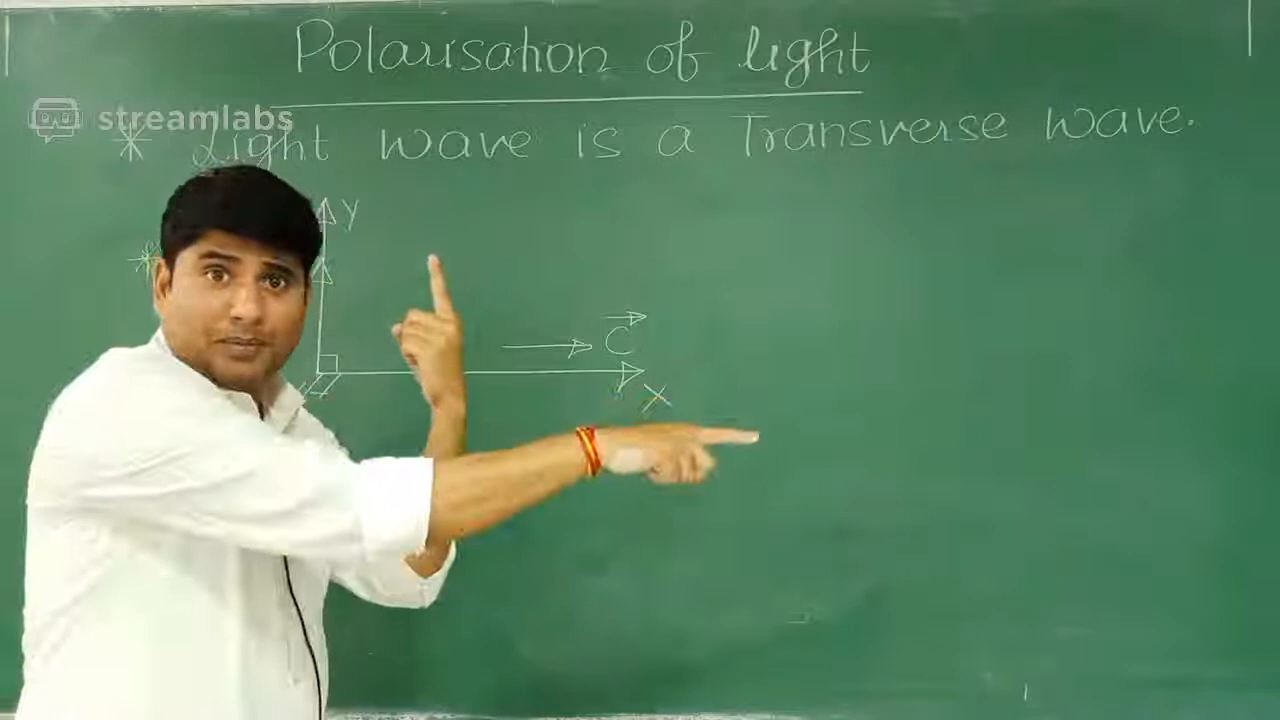 Polarisation of light
streamlabs
* Light wave is a Transverse wave.
Y
C
X